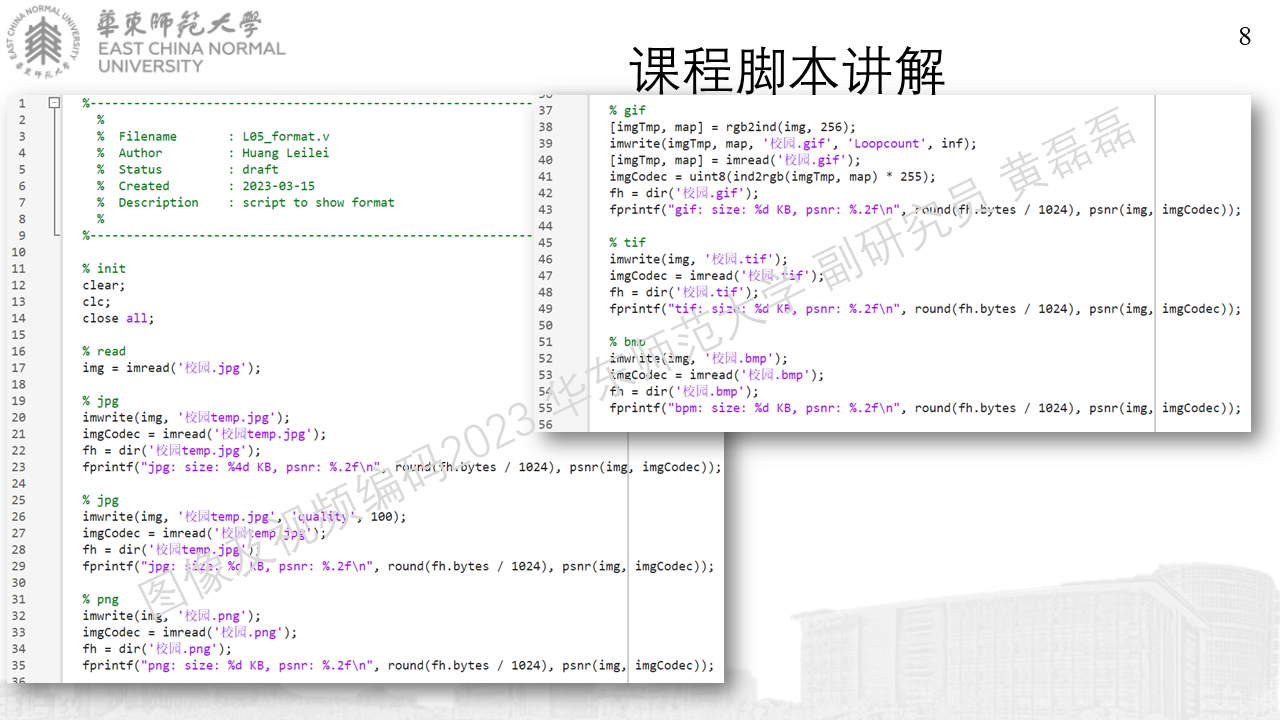 EAST CHINA NORMAL UNIVERSITY
華東師範大學
華東師範大學
EAST CHINA NORMAL
UNIVERSITY
8
课程脚本讲解
1 %---------------------------------------------------------------
2 %
3 % Filename : L05_format.v
4 % Author : Huang Leilei
5 % Status : draft
6 % Created : 2023-03-15
7 % Description : script to show format
8 %
9 %---------------------------------------------------------------
10
11 % init
12 clear;
13 clc;
14 close all;
15
16 % read
17 img = imread('校园.jpg');
18
19 % jpg
20 imwrite(img, '校园temp.jpg');
21 imgCodec = imread('校园temp.jpg');
22 fh = dir('校园temp.jpg');
23 fprintf("jpg: size: %4d KB, psnr: %.2f\n", round(fh.bytes / 1024), psnr(img, imgCodec));
24
25 % jpg
26 imwrite(img, '校园temp.jpg', 'quality', 100);
27 imgCodec = imread('校园temp.jpg');
28 fh = dir('校园temp.jpg');
29 fprintf("jpg: size: %d KB, psnr: %.2f\n", round(fh.bytes / 1024), psnr(img, imgCodec));
30
31 % png
32 imwrite(img, '校园.png');
33 imgCodec = imread('校园.png');
34 fh = dir('校园.png');
35 fprintf("png: size: %d KB, psnr: %.2f\n", round(fh.bytes / 1024), psnr(img, imgCodec));
36
36
37 % gif
38 [imgTmp, map] = rgb2ind(img, 256);
39 imwrite(imgTmp, map, '校园.gif', 'Loopcount', inf);
40 [imgTmp, map] = imread('校园.gif');
41 imgCodec = uint8(ind2rgb(imgTmp, map) * 255);
42 fh = dir('校园.gif');
43 fprintf("gif: size: %d KB, psnr: %.2f\n", round(fh.bytes / 1024), psnr(img, imgCodec));
44
45 % tif
46 imwrite(img, '校园.tif');
47 imgCodec = imread('校园.tif');
48 fh = dir('校园.tif');
49 fprintf("tif: size: %d KB, psnr: %.2f\n", round(fh.bytes / 1024), psnr(img, imgCodec));
50
51 % bmp
52 imwrite(img, '校园.bmp');
53 imgCodec = imread('校园.bmp');
54 fh = dir('校园.bmp');
55 fprintf("bpm: size: %d KB, psnr: %.2f\n", round(fh.bytes / 1024), psnr(img, imgCodec));
56
图像及视频编码2023 华东师范大学 副研究员 黄磊磊